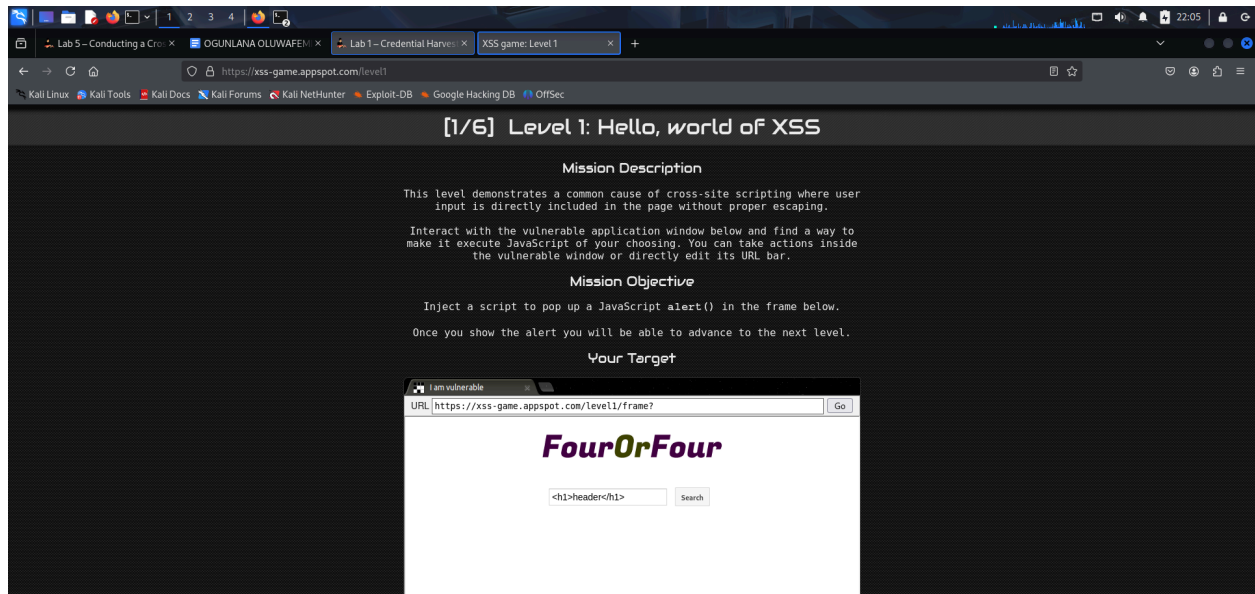 1 2 3 4
22:05
Lab 5 – Conducting a Cros
OGUNLANA OLUWAFEMI
Lab 1 – Credential Harvest
XSS game: Level 1
https://xss-game.appspot.com/level1
Kali Linux Kali Tools Kali Docs Kali Forums Kali NetHunter Exploit-DB Google Hacking DB OffSec
[1/6] Level 1: Hello, world of XSS
Mission Description
This level demonstrates a common cause of cross-site scripting where user
input is directly included in the page without proper escaping.
Interact with the vulnerable application window below and find a way to
make it execute JavaScript of your choosing. You can take actions inside
the vulnerable window or directly edit its URL bar.
Mission Objective
Inject a script to pop up a JavaScript alert() in the frame below.
Once you show the alert you will be able to advance to the next level.
Your Target
I am vulnerable
URL https://xss-game.appspot.com/level1/frame? Go
FourOrFour
<h1>header</h1> Search